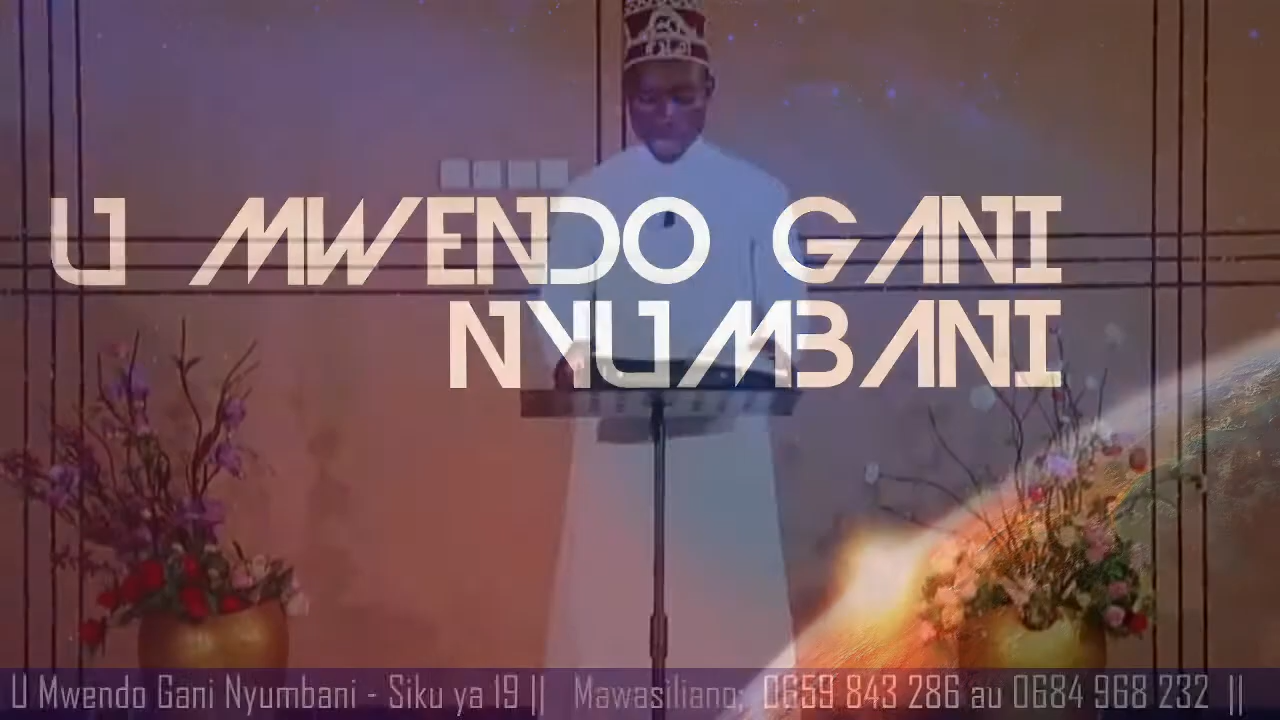 U MWENDO GANI
NYUMBANI
U Mwendo Gani Nyumbani - Siku ya 19 || Mawasiliano: 0659 843 286 au 0684 968 232 ||